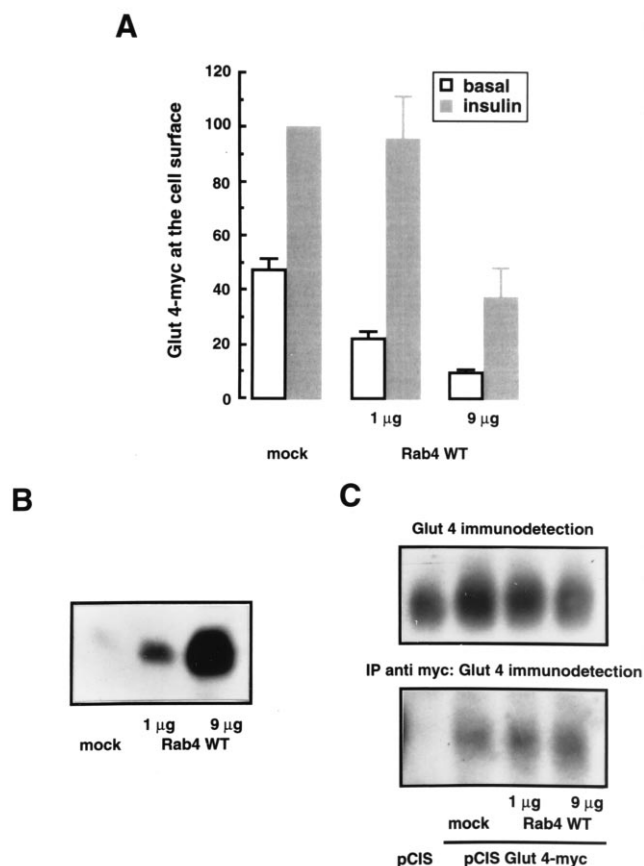 A
120
100
80
60
40
20
0
Glut 4-myc at the cell surface
basal
insulin
1 µg
9 µg
mock
Rab4 WT
B
1 µg
9 µg
mock
Rab4 WT
C
Glut 4 immunodetection
IP anti myc: Glut 4 immunodetection
1 µg
9 µg
mock
Rab4 WT
pCIS
pCIS Glut 4-myc